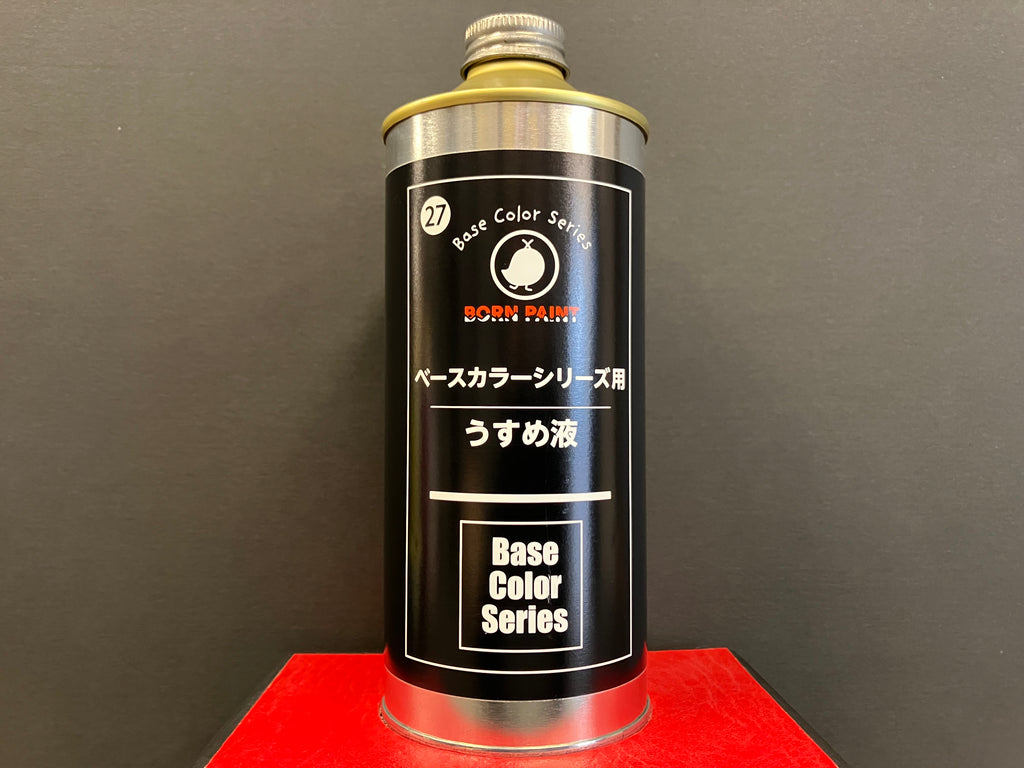 27
Base Color Series
BORN PAINT
ベースカラーシリーズ用
うすめ液
Base
Color
Series